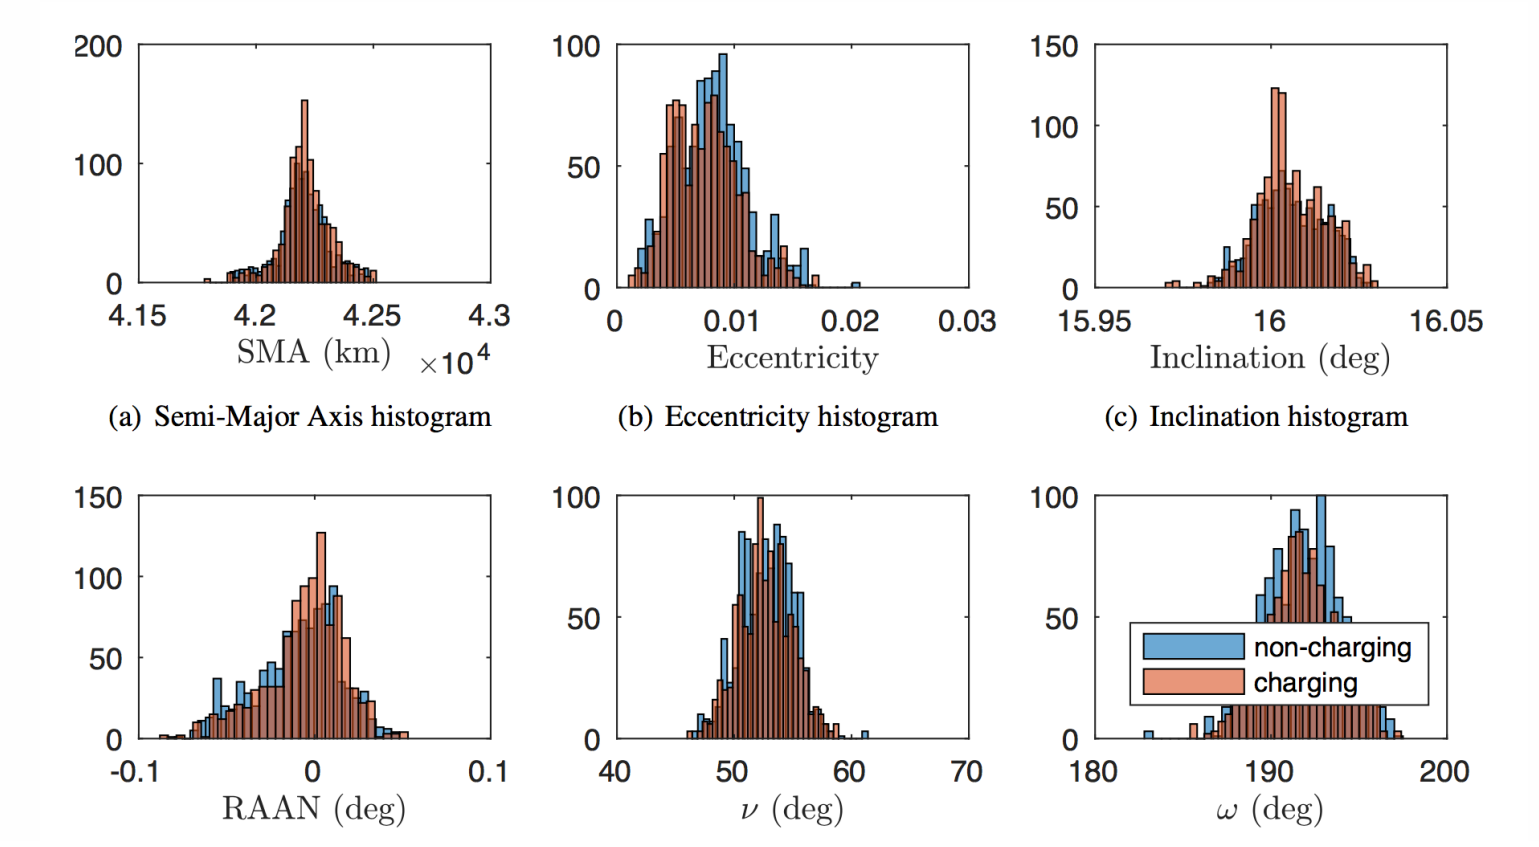 200
100
0
4.15 4.2 4.25 4.3
SMA (km) ×10^4
(a) Semi-Major Axis histogram
100
50
0
0 0.01 0.02 0.03
Eccentricity
(b) Eccentricity histogram
150
100
50
0
15.95 16 16.05
Inclination (deg)
(c) Inclination histogram
150
100
50
0
-0.1 0 0.1
RAAN (deg)
100
50
0
40 50 60 70
ν (deg)
100
50
0
non-charging
charging
180 190 200
ω (deg)